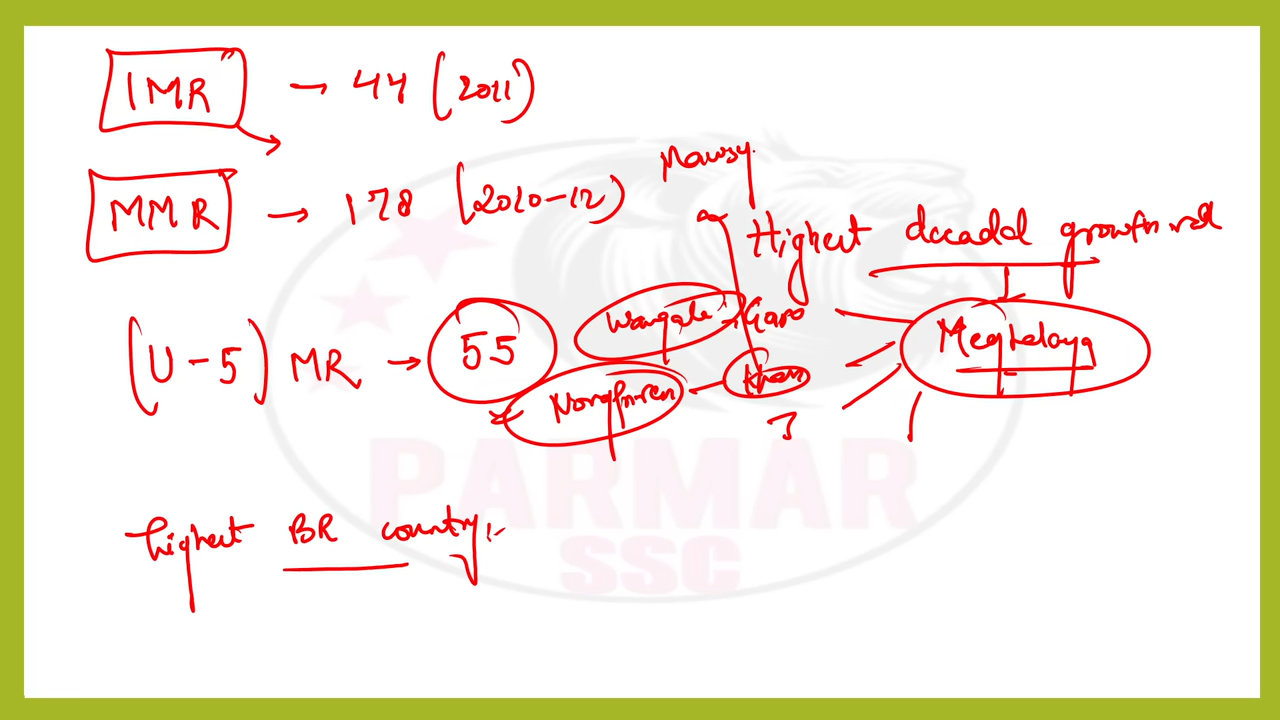 IMR → 44 (2011)
MMR → 178 (2010-12)
Mawsy
Highest decadal growth rate
(U-5) MR → 55
Wangala - Garo
Meghalaya
Khasi
PARMAR
SSC
highest BR country:-